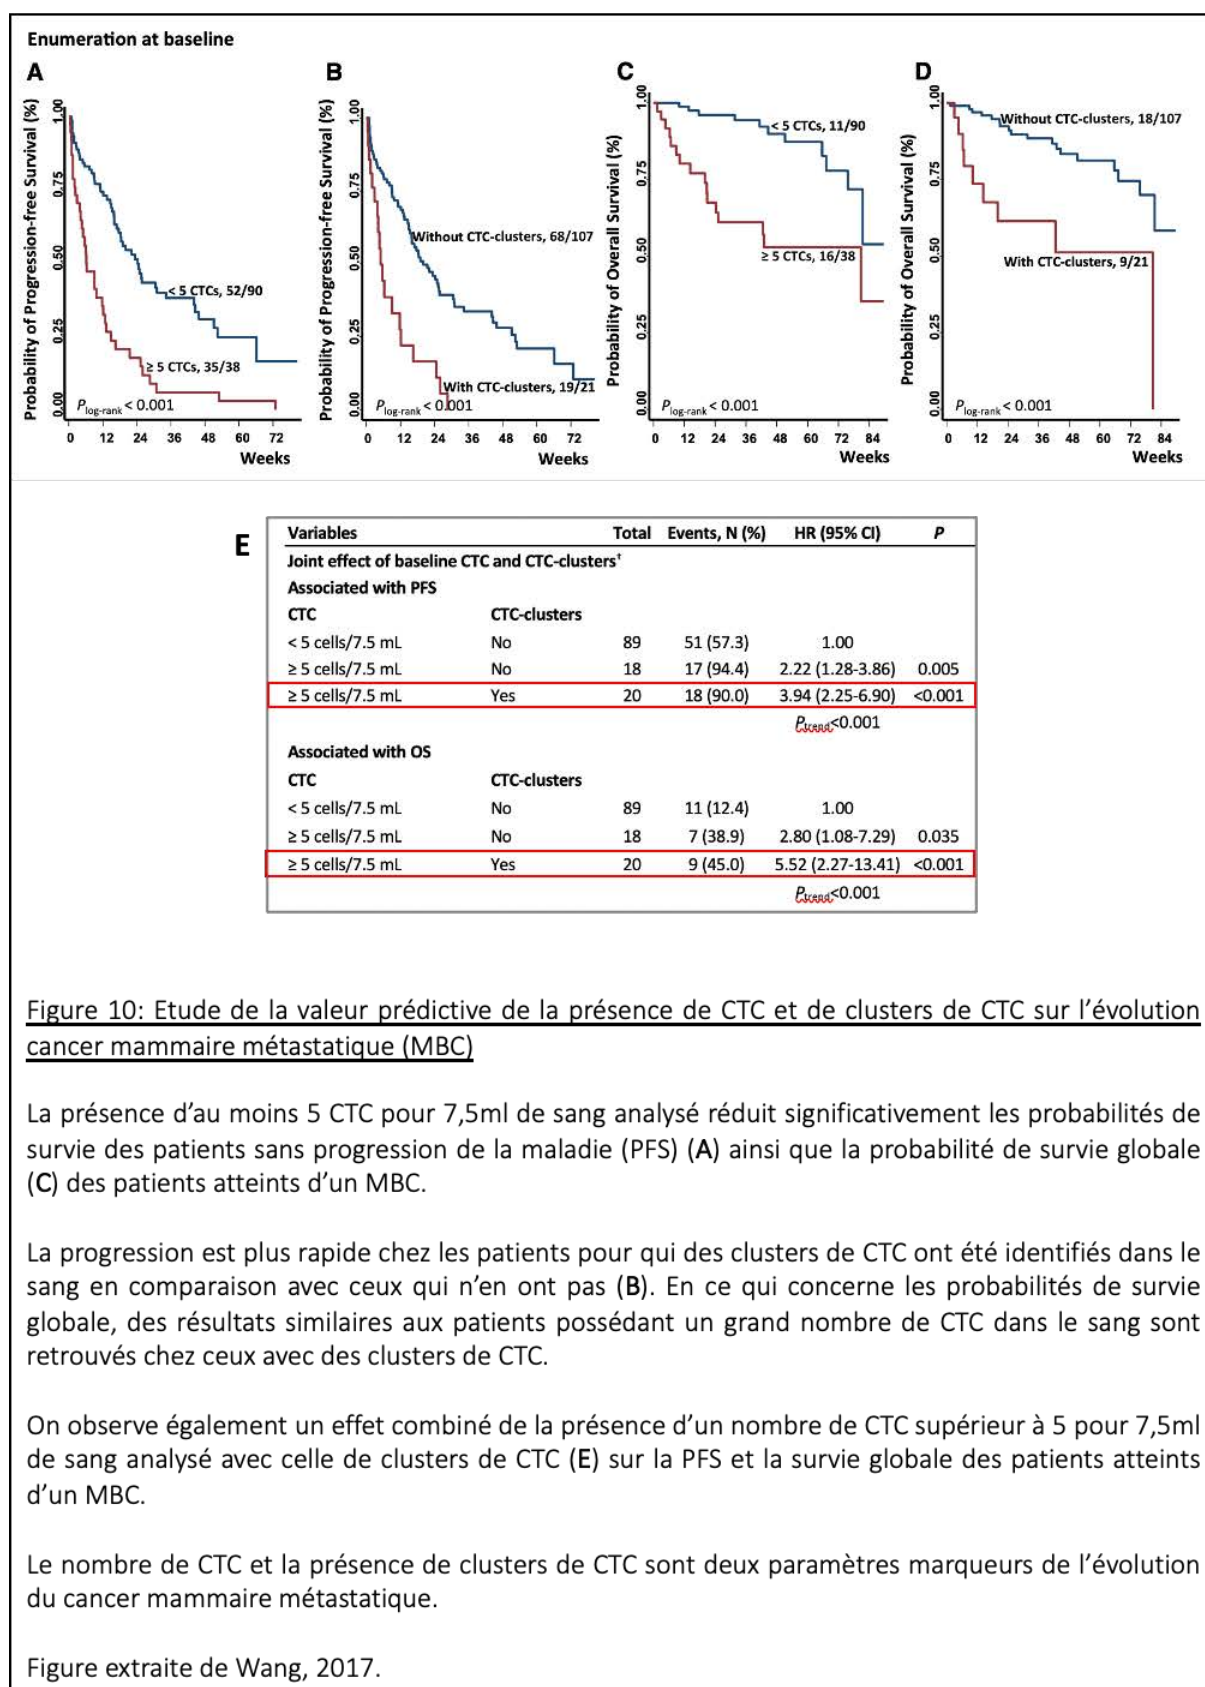 Enumeration at baseline
A
B
C
D
Probability of Progression-free Survival (%)
1.00
0.75
0.50
0.25
0.00
< 5 CTCs, 52/90
≥ 5 CTCs, 35/38
Plog-rank < 0.001
0 12 24 36 48 60 72
Weeks
Probability of Progression-free Survival (%)
1.00
0.75
0.50
0.25
0.00
Without CTC-clusters, 68/107
With CTC-clusters, 19/21
Plog-rank < 0.001
0 12 24 36 48 60 72
Weeks
Probability of Overall Survival (%)
1.00
0.75
0.50
0.25
0.00
< 5 CTCs, 11/90
≥ 5 CTCs, 16/38
Plog-rank < 0.001
0 12 24 36 48 60 72 84
Weeks
Probability of Overall Survival (%)
1.00
0.75
0.50
0.25
0.00
Without CTC-clusters, 18/107
With CTC-clusters, 9/21
Plog-rank < 0.001
0 12 24 36 48 60 72 84
Weeks
E
Variables Total Events, N (%) HR (95% CI) P
Joint effect of baseline CTC and CTC-clusters†
Associated with PFS
CTC CTC-clusters
< 5 cells/7.5 mL No 89 51 (57.3) 1.00
≥ 5 cells/7.5 mL No 18 17 (94.4) 2.22 (1.28-3.86) 0.005
≥ 5 cells/7.5 mL Yes 20 18 (90.0) 3.94 (2.25-6.90) <0.001
Ptrend<0.001
Associated with OS
CTC CTC-clusters
< 5 cells/7.5 mL No 89 11 (12.4) 1.00
≥ 5 cells/7.5 mL No 18 7 (38.9) 2.80 (1.08-7.29) 0.035
≥ 5 cells/7.5 mL Yes 20 9 (45.0) 5.52 (2.27-13.41) <0.001
Ptrend<0.001
Figure 10: Etude de la valeur prédictive de la présence de CTC et de clusters de CTC sur l’évolution
cancer mammaire métastatique (MBC)
La présence d’au moins 5 CTC pour 7,5ml de sang analysé réduit significativement les probabilités de
survie des patients sans progression de la maladie (PFS) (A) ainsi que la probabilité de survie globale
(C) des patients atteints d’un MBC.
La progression est plus rapide chez les patients pour qui des clusters de CTC ont été identifiés dans le
sang en comparaison avec ceux qui n’en ont pas (B). En ce qui concerne les probabilités de survie
globale, des résultats similaires aux patients possédant un grand nombre de CTC dans le sang sont
retrouvés chez ceux avec des clusters de CTC.
On observe également un effet combiné de la présence d’un nombre de CTC supérieur à 5 pour 7,5ml
de sang analysé avec celle de clusters de CTC (E) sur la PFS et la survie globale des patients atteints
d’un MBC.
Le nombre de CTC et la présence de clusters de CTC sont deux paramètres marqueurs de l’évolution
du cancer mammaire métastatique.
Figure extraite de Wang, 2017.